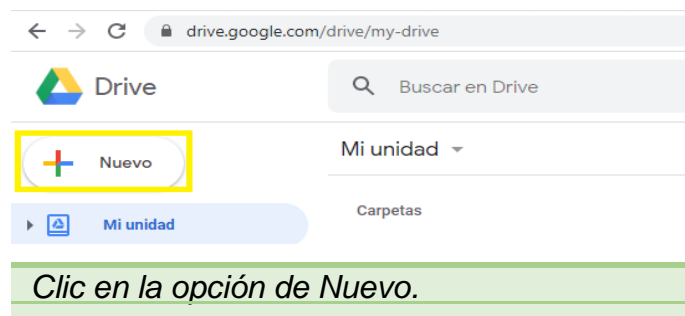 drive.google.com/drive/my-drive
Drive
Buscar en Drive
Nuevo
Mi unidad
Mi unidad
Carpetas
Clic en la opción de Nuevo.